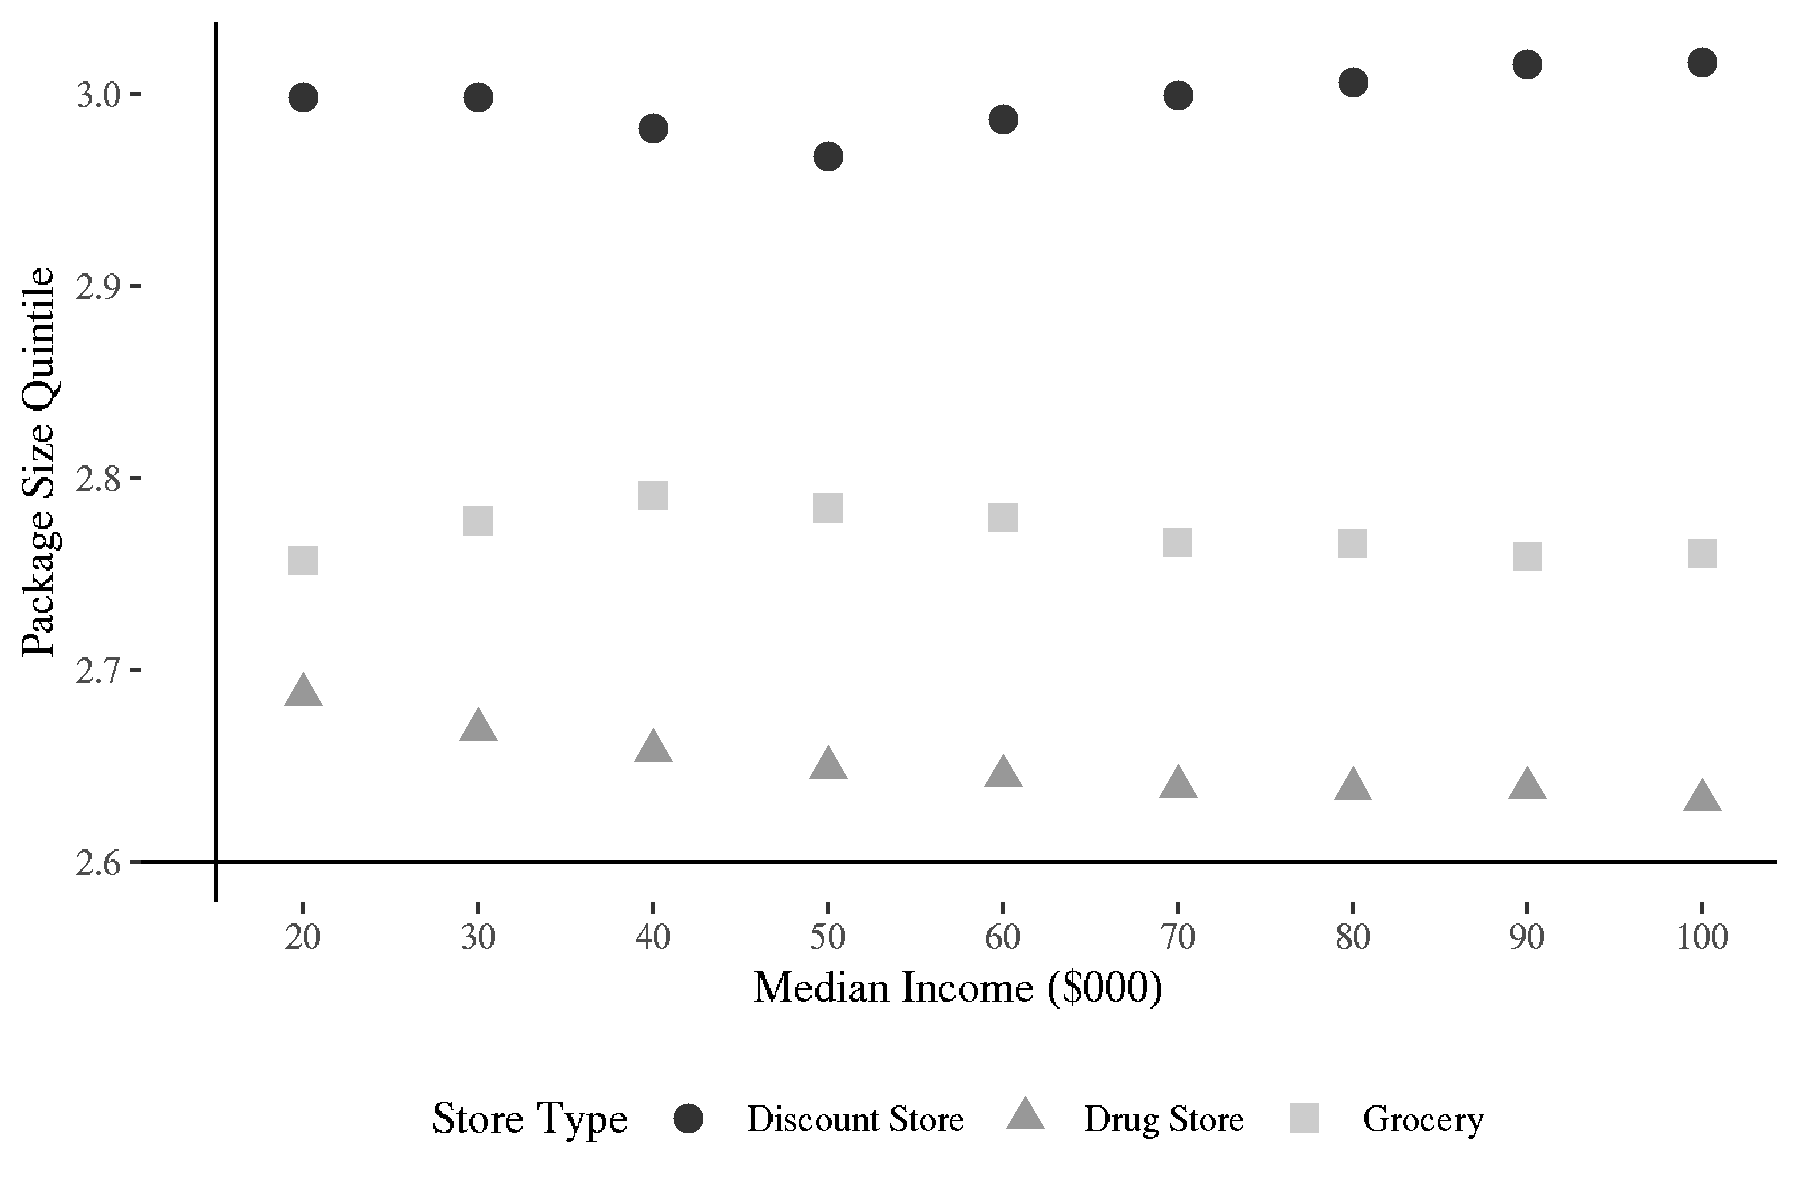 3.0
2.9
2.8
2.7
2.6
Package Size Quintile
20 30 40 50 60 70 80 90 100
Median Income ($000)
Store Type Discount Store Drug Store Grocery